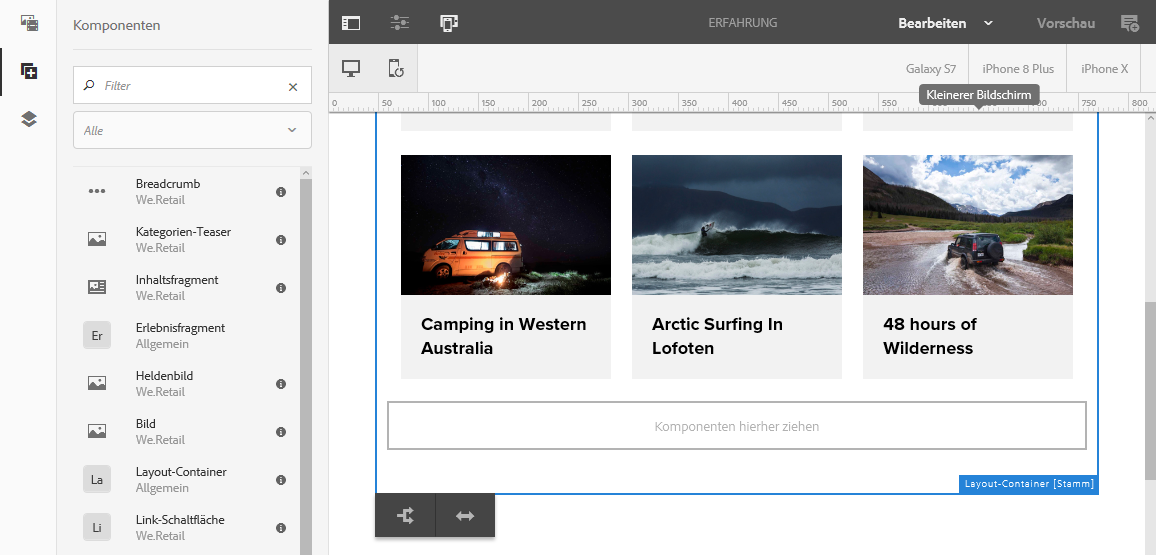 Komponenten
ERFAHRUNG
Bearbeiten
Vorschau
Filter
Alle
Galaxy S7
iPhone 8 Plus
iPhone X
Kleinerer Bildschirm
0 50 100 150 200 250 300 350 400 450 500 550 700 750 800
Breadcrumb
We.Retail
Kategorien-Teaser
We.Retail
Inhaltsfragment
We.Retail
Er
Erlebnisfragment
Allgemein
Heldenbild
We.Retail
Bild
We.Retail
La
Layout-Container
Allgemein
Li
Link-Schaltfläche
We.Retail
Camping in Western
Australia
Arctic Surfing In
Lofoten
48 hours of
Wilderness
Komponenten hierher ziehen
Layout-Container [Stamm]